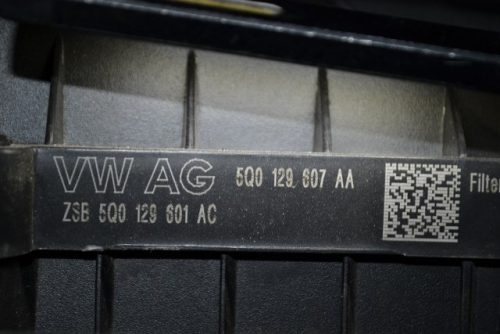 VW AG 5Q0 129 607 AA Filter
ZSB 5Q0 129 601 AC